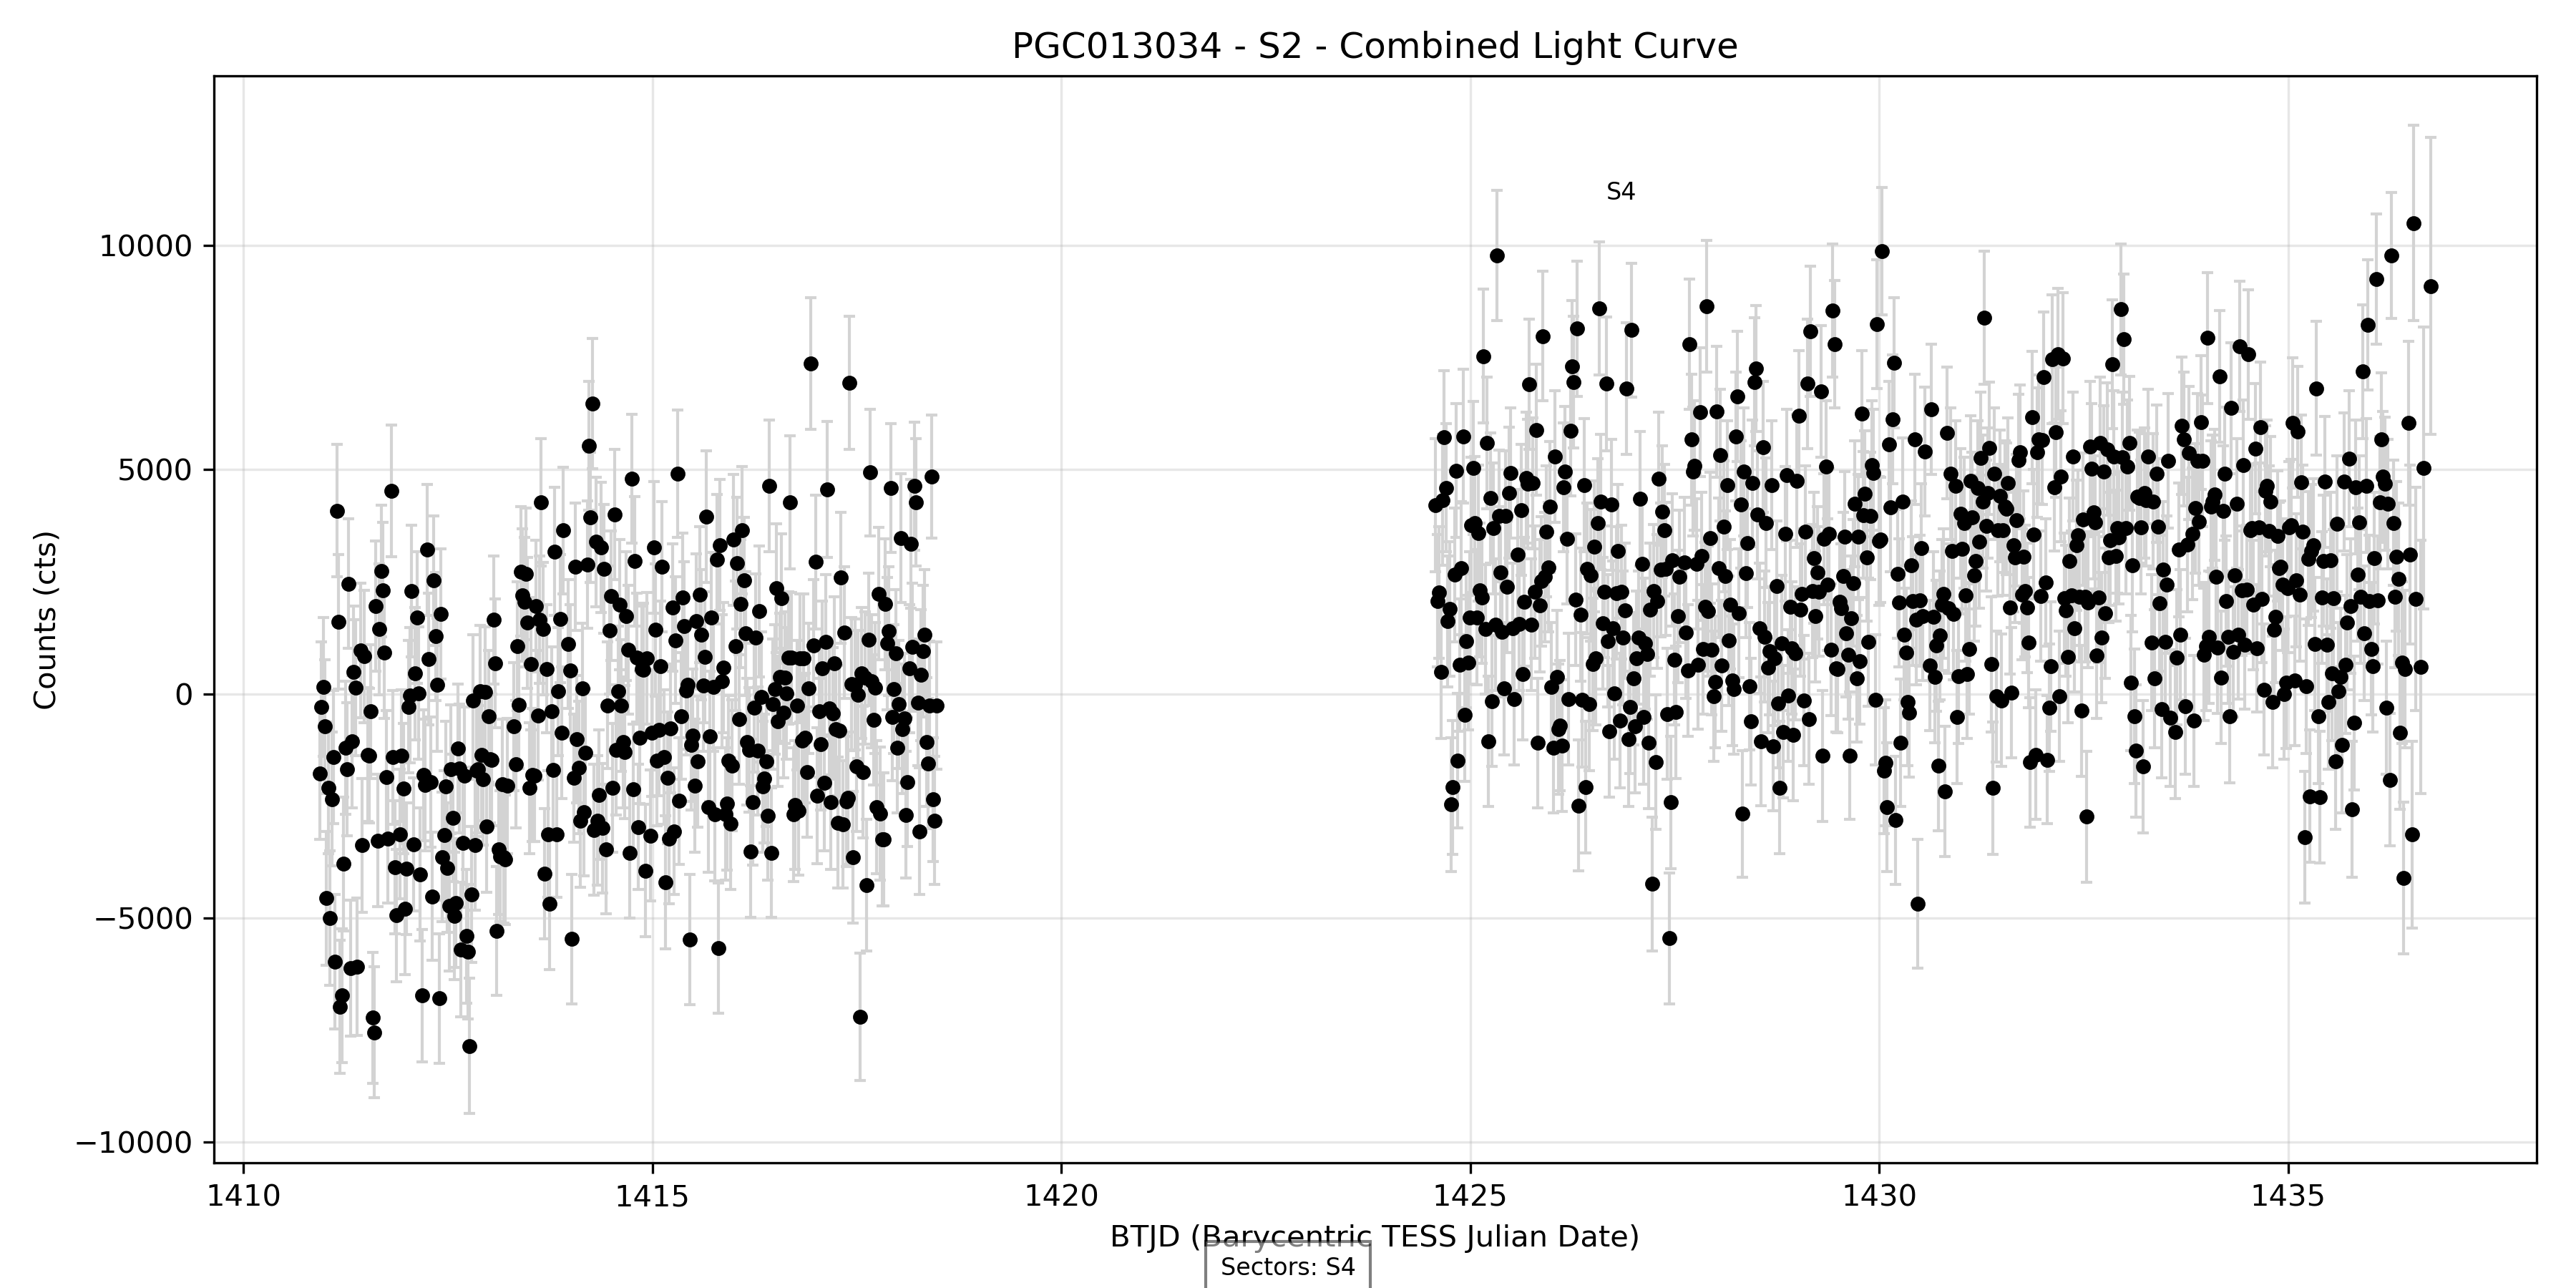 PGC013034 - S2 - Combined Light Curve
S4
10000
5000
0
−5000
−10000
Counts (cts)
1410 1415 1420 1425 1430 1435
BTJD (Barycentric TESS Julian Date)
Sectors: S4